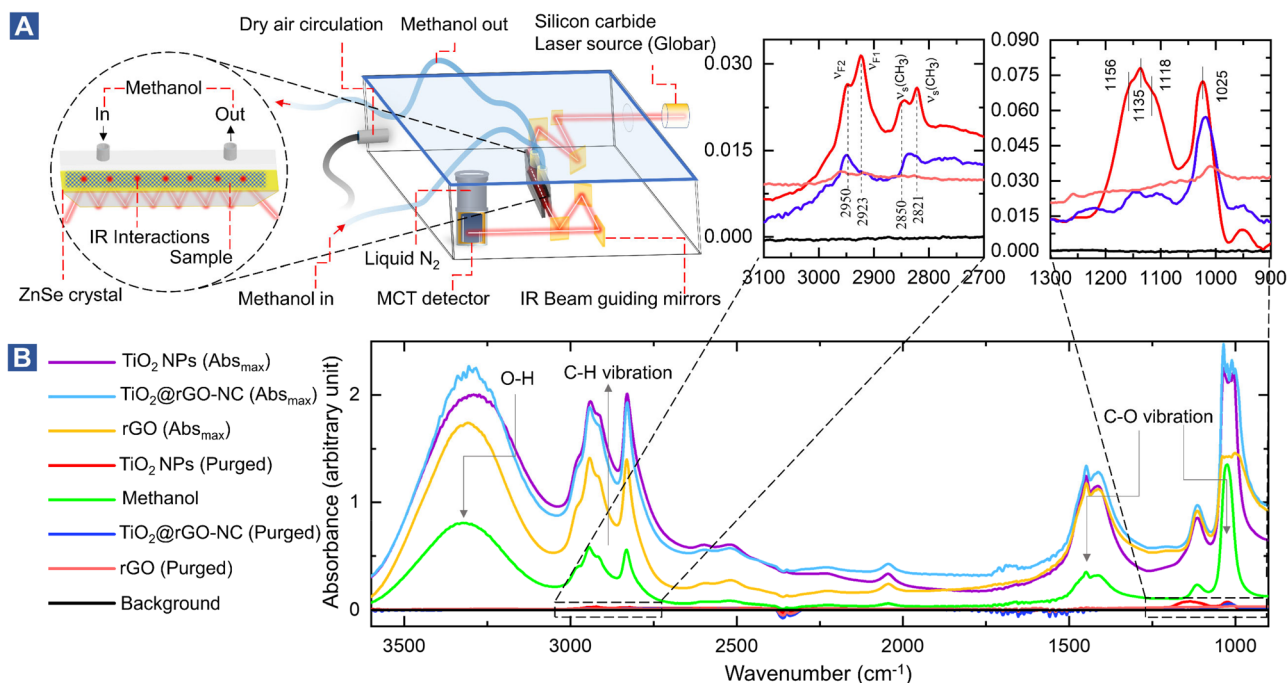 A
Dry air circulation
Methanol out
Silicon carbide
Laser source (Globar)
Methanol
In
Out
IR Interactions
Sample
ZnSe crystal
Methanol in
Liquid N₂
MCT detector
IR Beam guiding mirrors
0.030
0.015
0.000
νF2
νF1
νs(CH3)
νs(CH3)
2950
2923
2850
2821
3100
3000
2900
2800
2700
0.090
0.075
0.060
0.045
0.030
0.015
0.000
1156
1135
1118
1025
1300
1200
1100
1000
900
B
TiO₂ NPs (Absmax)
TiO₂@rGO-NC (Absmax)
rGO (Absmax)
TiO₂ NPs (Purged)
Methanol
TiO₂@rGO-NC (Purged)
rGO (Purged)
Background
Absorbance (arbitrary unit)
2
1
0
O-H
C-H vibration
C-O vibration
3500
3000
2500
2000
1500
1000
Wavenumber (cm⁻¹)